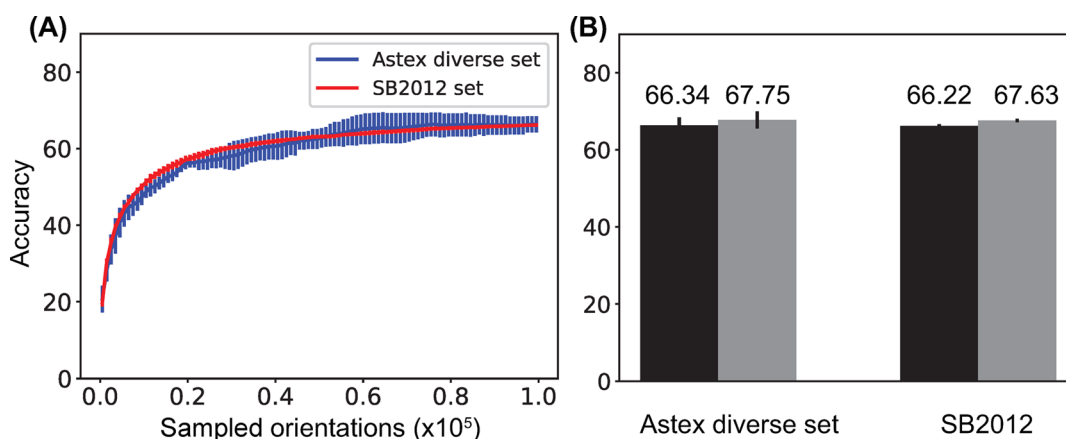 (A)
Astex diverse set
SB2012 set
Accuracy
80
60
40
20
0
0.0 0.2 0.4 0.6 0.8 1.0
Sampled orientations (x10⁵)
(B)
80
60
40
20
0
66.34 67.75 66.22 67.63
Astex diverse set SB2012